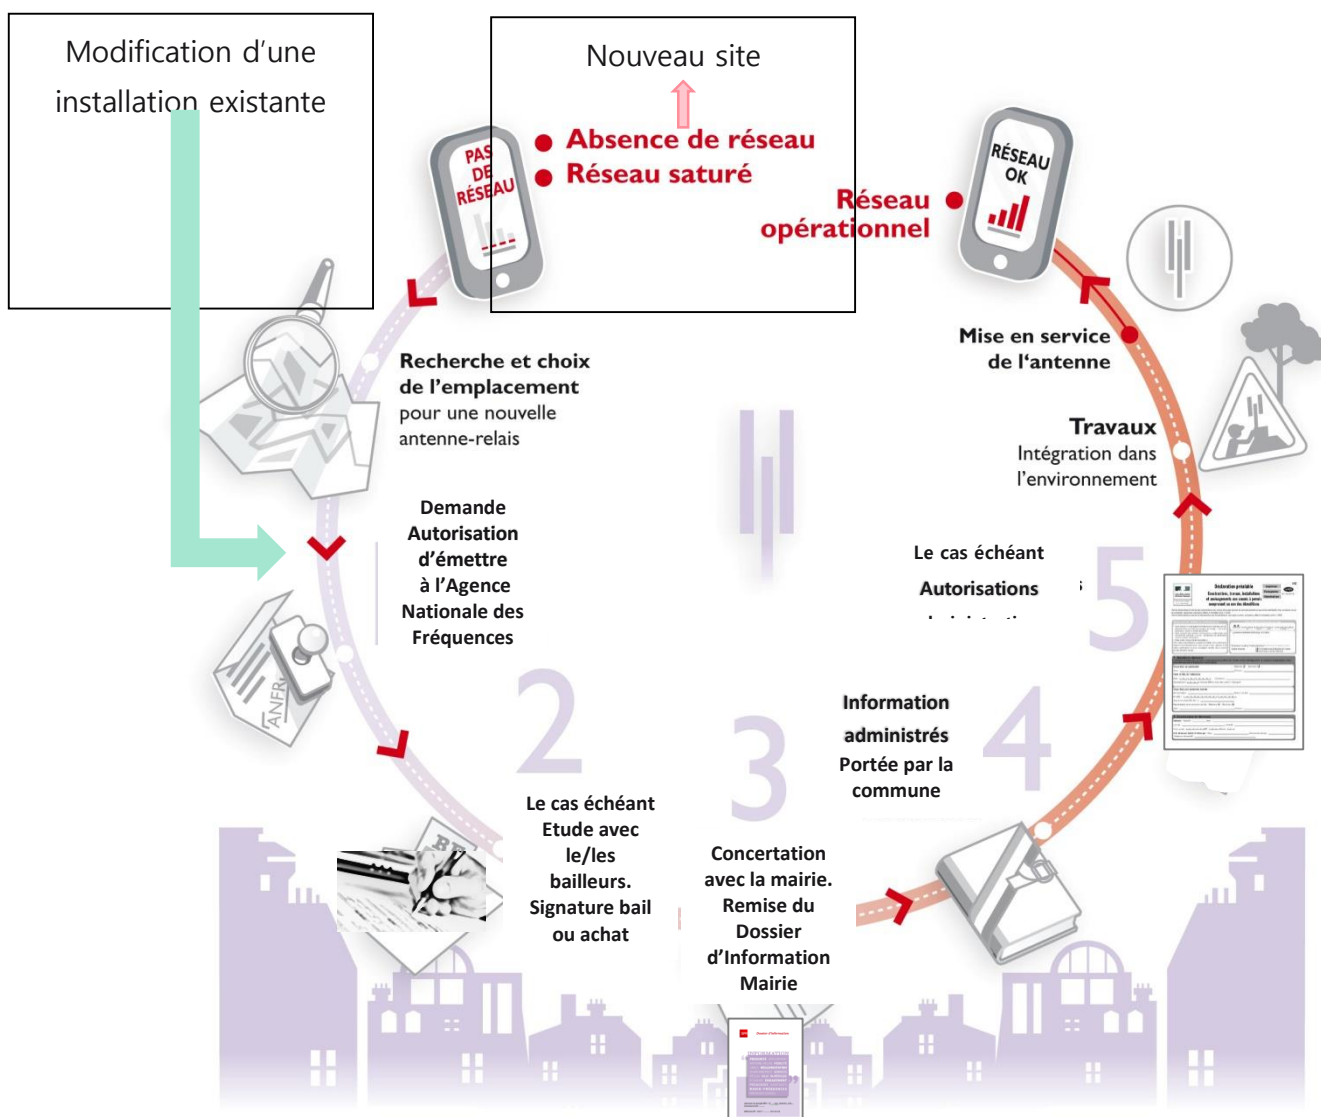 Modification d’une
installation existante
Nouveau site
Absence de réseau
Réseau saturé
PAS
DE
RÉSEAU
RÉSEAU
OK
Réseau
opérationnel
Recherche et choix
de l’emplacement
pour une nouvelle
antenne-relais
Demande
Autorisation
d’émettre
à l’Agence
Nationale des
Fréquences
ANFR
2
Le cas échéant
Etude avec
le/les
bailleurs.
Signature bail
ou achat
3
Concertation
avec la mairie.
Remise du
Dossier
d’Information
Mairie
Dossier d’Information
4
Information
administrés
Portée par la
commune
5
Le cas échéant
Autorisations
Déclaration préalable
Travaux
Intégration dans
l’environnement
Mise en service
de l‘antenne